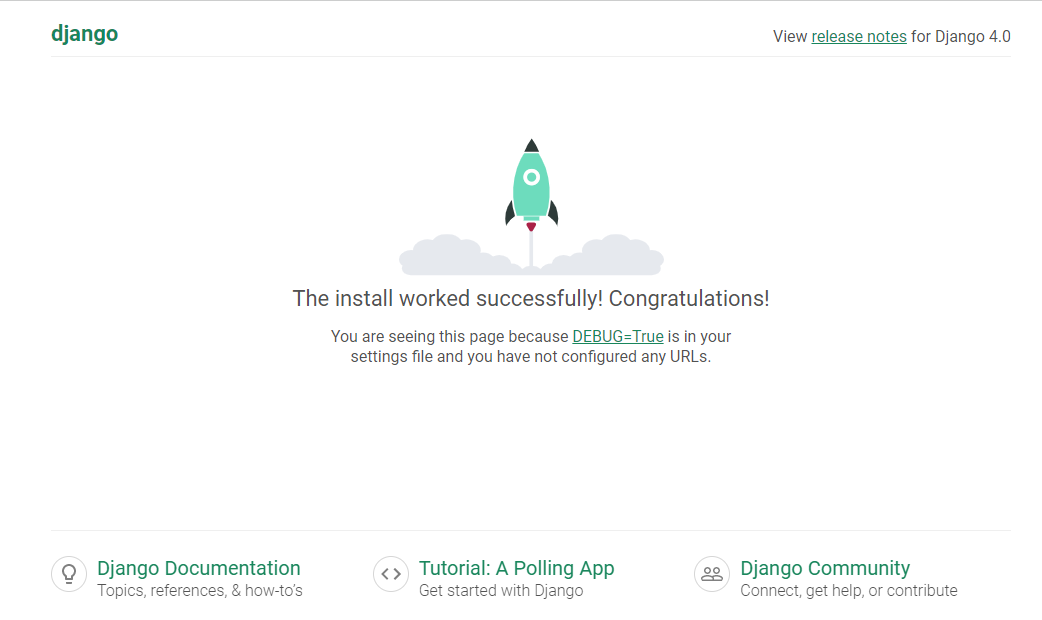 django
View release notes for Django 4.0
The install worked successfully! Congratulations!
You are seeing this page because DEBUG=True is in your
settings file and you have not configured any URLs.
Django Documentation
Topics, references, & how-to’s
Tutorial: A Polling App
Get started with Django
Django Community
Connect, get help, or contribute